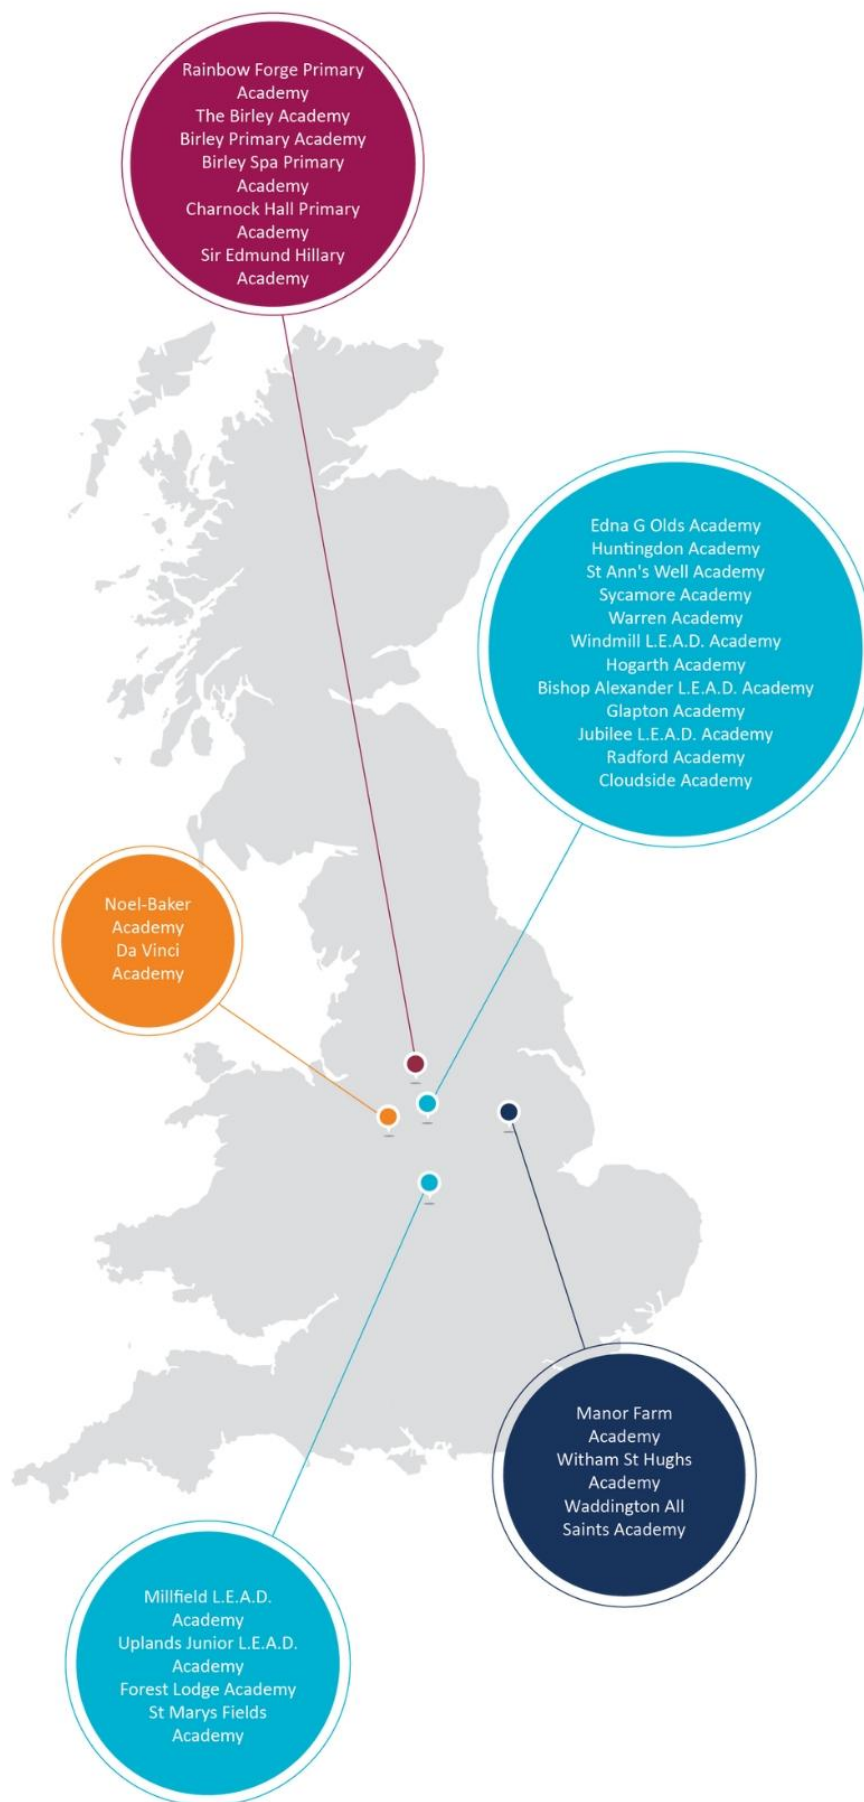 Rainbow Forge Primary
Academy
The Birley Academy
Birley Primary Academy
Birley Spa Primary
Academy
Charnock Hall Primary
Academy
Sir Edmund Hillary
Academy
Edna G Olds Academy
Huntingdon Academy
St Ann's Well Academy
Sycamore Academy
Warren Academy
Windmill L.E.A.D. Academy
Hogarth Academy
Bishop Alexander L.E.A.D. Academy
Glapton Academy
Jubilee L.E.A.D. Academy
Radford Academy
Cloudside Academy
Noel-Baker
Academy
Da Vinci
Academy
Manor Farm
Academy
Witham St Hughs
Academy
Waddington All
Saints Academy
Millfield L.E.A.D.
Academy
Uplands Junior L.E.A.D.
Academy
Forest Lodge Academy
St Marys Fields
Academy